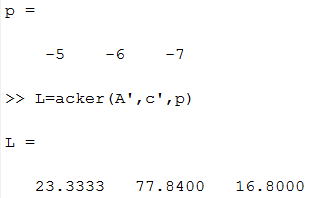 p =
-5 -6 -7
>> L=acker(A',c',p)
L =
23.3333 77.8400 16.8000